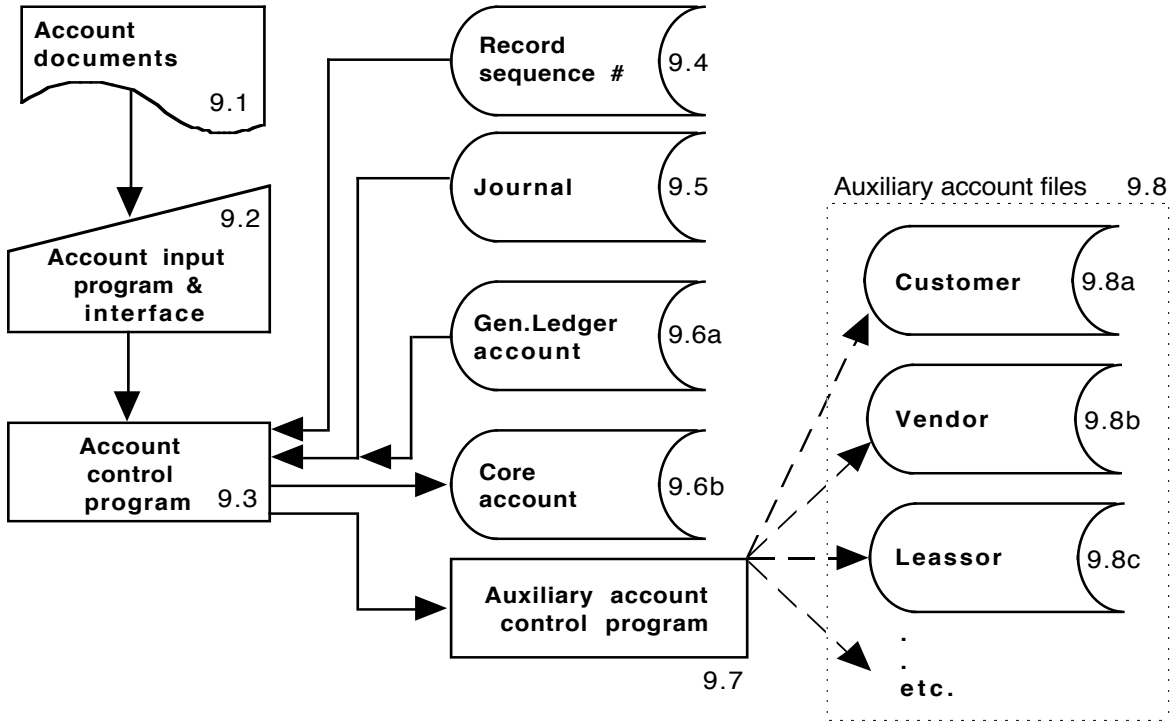 Account
documents
9.1
9.2
Account input
program &
interface
Account
control
program
9.3
Record
sequence #
9.4
Journal
9.5
Gen.Ledger
account
9.6a
Core
account
9.6b
Auxiliary account
control program
9.7
Auxiliary account files 9.8
Customer
9.8a
Vendor
9.8b
Leassor
9.8c
.
.
etc.